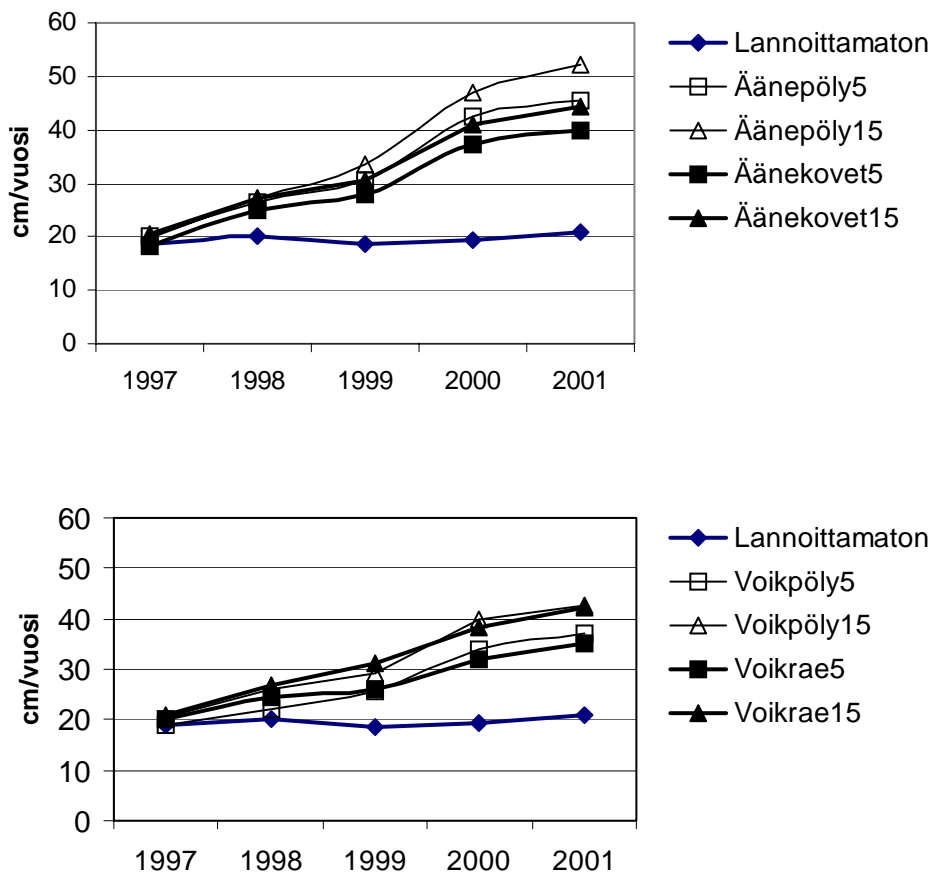 cm/vuosi
60
50
40
30
20
10
0
1997 1998 1999 2000 2001
Lannoittamaton
Äänepöly5
Äänepöly15
Äänekovet5
Äänekovet15
cm/vuosi
60
50
40
30
20
10
0
1997 1998 1999 2000 2001
Lannoittamaton
Voikpöly5
Voikpöly15
Voikrae5
Voikrae15